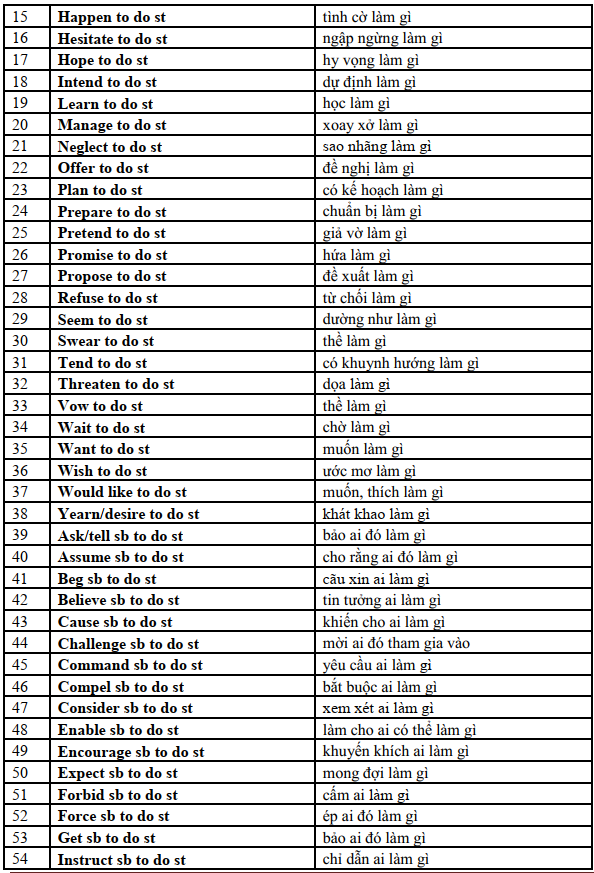 15 Happen to do st tình cờ làm gì
16 Hesitate to do st ngập ngừng làm gì
17 Hope to do st hy vọng làm gì
18 Intend to do st dự định làm gì
19 Learn to do st học làm gì
20 Manage to do st xoay xở làm gì
21 Neglect to do st sao nhãng làm gì
22 Offer to do st đề nghị làm gì
23 Plan to do st có kế hoạch làm gì
24 Prepare to do st chuẩn bị làm gì
25 Pretend to do st giả vờ làm gì
26 Promise to do st hứa làm gì
27 Propose to do st đề xuất làm gì
28 Refuse to do st từ chối làm gì
29 Seem to do st dường như làm gì
30 Swear to do st thề làm gì
31 Tend to do st có khuynh hướng làm gì
32 Threaten to do st dọa làm gì
33 Vow to do st thề làm gì
34 Wait to do st chờ làm gì
35 Want to do st muốn làm gì
36 Wish to do st ước mơ làm gì
37 Would like to do st muốn, thích làm gì
38 Yearn/desire to do st khát khao làm gì
39 Ask/tell sb to do st bảo ai đó làm gì
40 Assume sb to do st cho rằng ai đó làm gì
41 Beg sb to do st cầu xin ai làm gì
42 Believe sb to do st tin tưởng ai làm gì
43 Cause sb to do st khiến cho ai làm gì
44 Challenge sb to do st mời ai đó tham gia vào
45 Command sb to do st yêu cầu ai làm gì
46 Compel sb to do st bắt buộc ai làm gì
47 Consider sb to do st xem xét ai làm gì
48 Enable sb to do st làm cho ai có thể làm gì
49 Encourage sb to do st khuyến khích ai làm gì
50 Expect sb to do st mong đợi làm gì
51 Forbid sb to do st cấm ai làm gì
52 Force sb to do st ép ai đó làm gì
53 Get sb to do st bảo ai đó làm gì
54 Instruct sb to do st chỉ dẫn ai làm gì